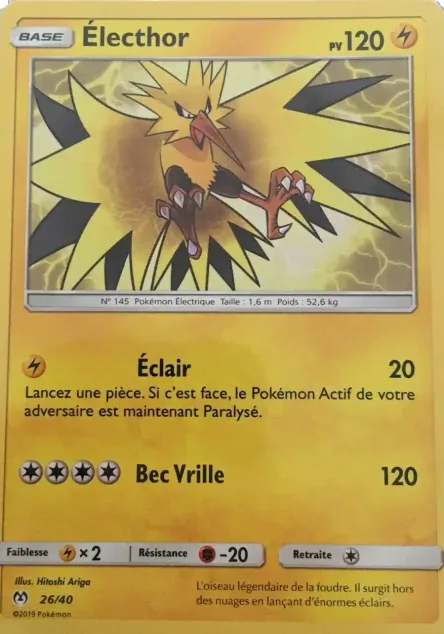 BASE Électhor PV 120
N° 145 Pokémon Électrique Taille : 1,6 m Poids : 52,6 kg
Éclair 20
Lancez une pièce. Si c'est face, le Pokémon Actif de votre
adversaire est maintenant Paralysé.
Bec Vrille 120
Faiblesse × 2 Résistance -20 Retraite
Illus. Hitoshi Ariga
26/40
©2019 Pokémon
L'oiseau légendaire de la foudre. Il surgit hors
des nuages en lançant d'énormes éclairs.